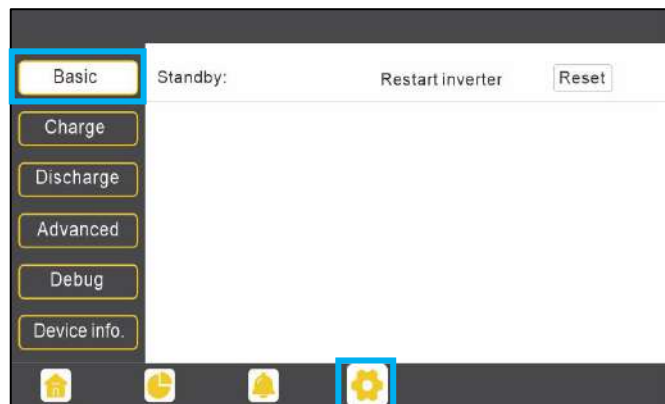 Basic
Standby:
Restart inverter
Reset
Charge
Discharge
Advanced
Debug
Device info.